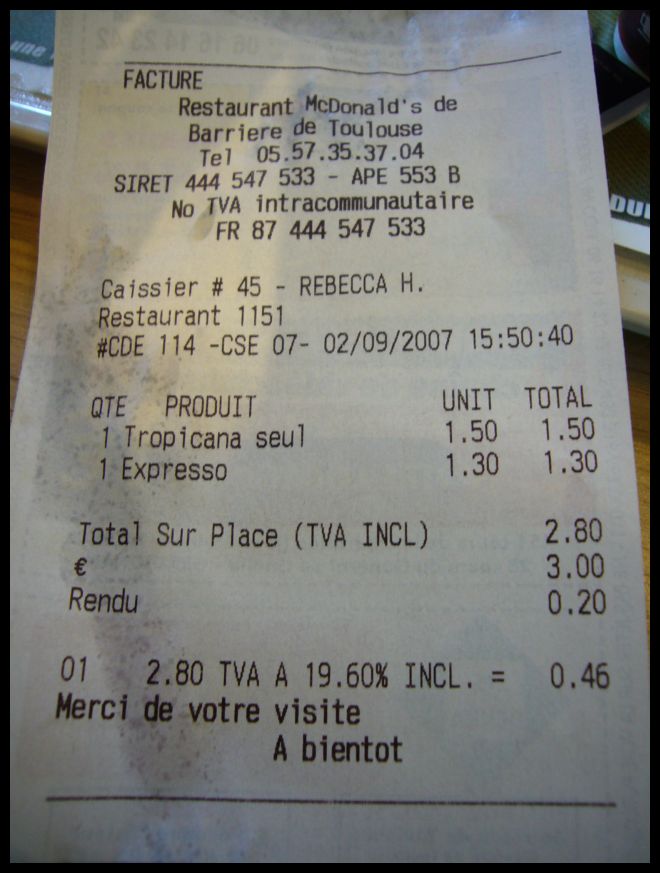 FACTURE
Restaurant McDonald's de
Barriere de Toulouse
Tel 05.57.35.37.04
SIRET 444 547 533 - APE 553 B
No TVA intracommunautaire
FR 87 444 547 533
Caissier # 45 - REBECCA H.
Restaurant 1151
#CDE 114 -CSE 07- 02/09/2007 15:50:40
QTE PRODUIT UNIT TOTAL
1 Tropicana seul 1.50 1.50
1 Expresso 1.30 1.30
Total Sur Place (TVA INCL) 2.80
€ 3.00
Rendu 0.20
01 2.80 TVA A 19.60% INCL. = 0.46
Merci de votre visite
A bientot